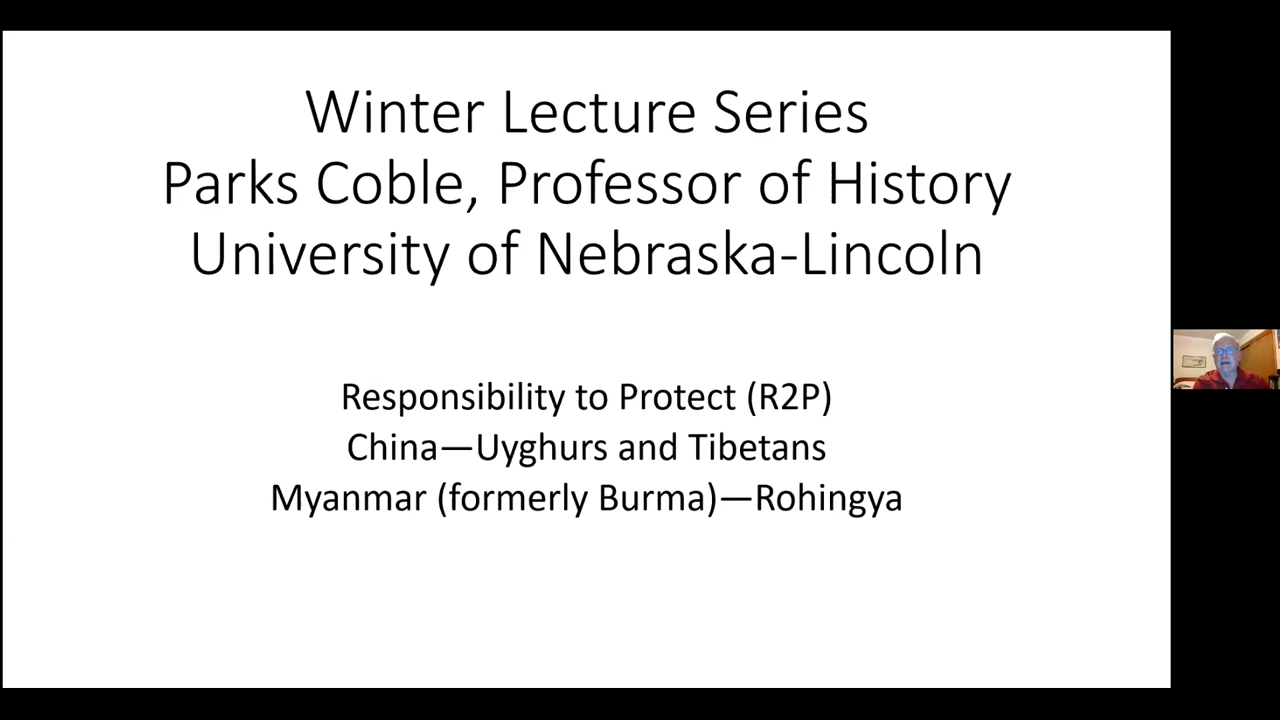 Winter Lecture Series
Parks Coble, Professor of History
University of Nebraska-Lincoln
Responsibility to Protect (R2P)
China—Uyghurs and Tibetans
Myanmar (formerly Burma)—Rohingya